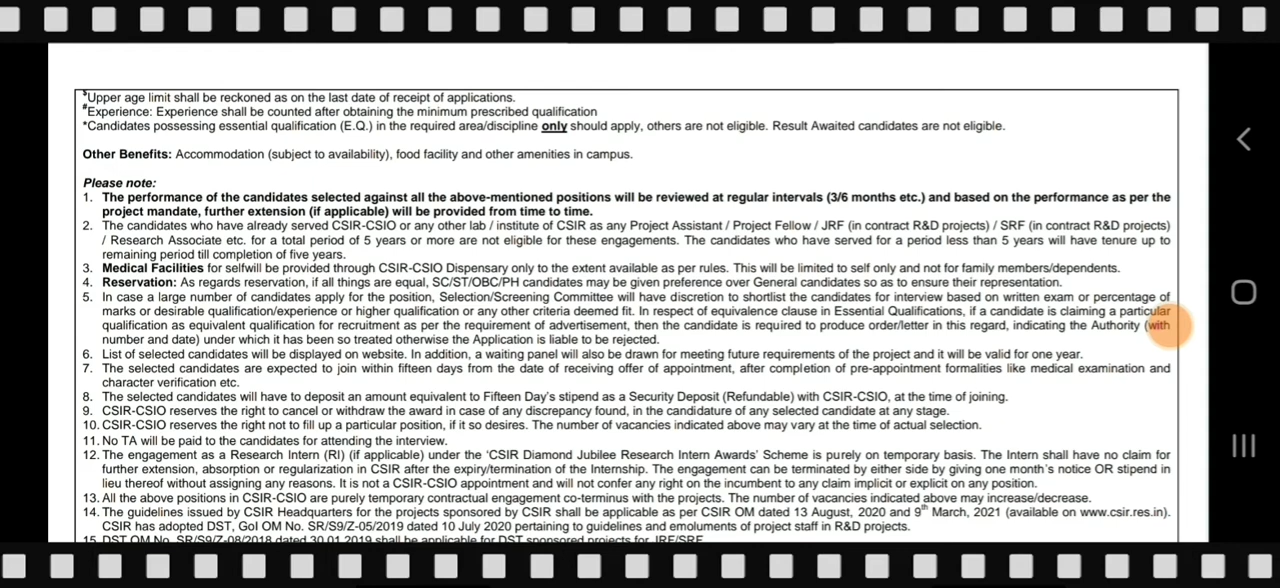 $Upper age limit shall be reckoned as on the last date of receipt of applications.
#Experience: Experience shall be counted after obtaining the minimum prescribed qualification
*Candidates possessing essential qualification (E.Q.) in the required area/discipline only should apply, others are not eligible. Result Awaited candidates are not eligible.
Other Benefits: Accommodation (subject to availability), food facility and other amenities in campus.
Please note:
1. The performance of the candidates selected against all the above-mentioned positions will be reviewed at regular intervals (3/6 months etc.) and based on the performance as per the
project mandate, further extension (if applicable) will be provided from time to time.
2. The candidates who have already served CSIR-CSIO or any other lab / institute of CSIR as any Project Assistant / Project Fellow / JRF (in contract R&D projects) / SRF (in contract R&D projects)
/ Research Associate etc. for a total period of 5 years or more are not eligible for these engagements. The candidates who have served for a period less than 5 years will have tenure up to
remaining period till completion of five years.
3. Medical Facilities for selfwill be provided through CSIR-CSIO Dispensary only to the extent available as per rules. This will be limited to self only and not for family members/dependents.
4. Reservation: As regards reservation, if all things are equal, SC/ST/OBC/PH candidates may be given preference over General candidates so as to ensure their representation.
5. In case a large number of candidates apply for the position, Selection/Screening Committee will have discretion to shortlist the candidates for interview based on written exam or percentage of
marks or desirable qualification/experience or higher qualification or any other criteria deemed fit. In respect of equivalence clause in Essential Qualifications, if a candidate is claiming a particular
qualification as equivalent qualification for recruitment as per the requirement of advertisement, then the candidate is required to produce order/letter in this regard, indicating the Authority (with
number and date) under which it has been so treated otherwise the Application is liable to be rejected.
6. List of selected candidates will be displayed on website. In addition, a waiting panel will also be drawn for meeting future requirements of the project and it will be valid for one year.
7. The selected candidates are expected to join within fifteen days from the date of receiving offer of appointment, after completion of pre-appointment formalities like medical examination and
character verification etc.
8. The selected candidates will have to deposit an amount equivalent to Fifteen Day's stipend as a Security Deposit (Refundable) with CSIR-CSIO, at the time of joining.
9. CSIR-CSIO reserves the right to cancel or withdraw the award in case of any discrepancy found, in the candidature of any selected candidate at any stage.
10. CSIR-CSIO reserves the right not to fill up a particular position, if it so desires. The number of vacancies indicated above may vary at the time of actual selection.
11. No TA will be paid to the candidates for attending the interview.
12. The engagement as a Research Intern (RI) (if applicable) under the 'CSIR Diamond Jubilee Research Intern Awards' Scheme is purely on temporary basis. The Intern shall have no claim for
further extension, absorption or regularization in CSIR after the expiry/termination of the Internship. The engagement can be terminated by either side by giving one month's notice OR stipend in
lieu thereof without assigning any reasons. It is not a CSIR-CSIO appointment and will not confer any right on the incumbent to any claim implicit or explicit on any position.
13. All the above positions in CSIR-CSIO are purely temporary contractual engagement co-terminus with the projects. The number of vacancies indicated above may increase/decrease.
14. The guidelines issued by CSIR Headquarters for the projects sponsored by CSIR shall be applicable as per CSIR OM dated 13 August, 2020 and 9th March, 2021 (available on www.csir.res.in).
CSIR has adopted DST, GoI OM No. SR/S9/Z-05/2019 dated 10 July 2020 pertaining to guidelines and emoluments of project staff in R&D projects.
15. DST OM No. SR/S9/Z-08/2018 dated 30.01.2019 shall be applicable for DST sponsored projects for JRF/SRF